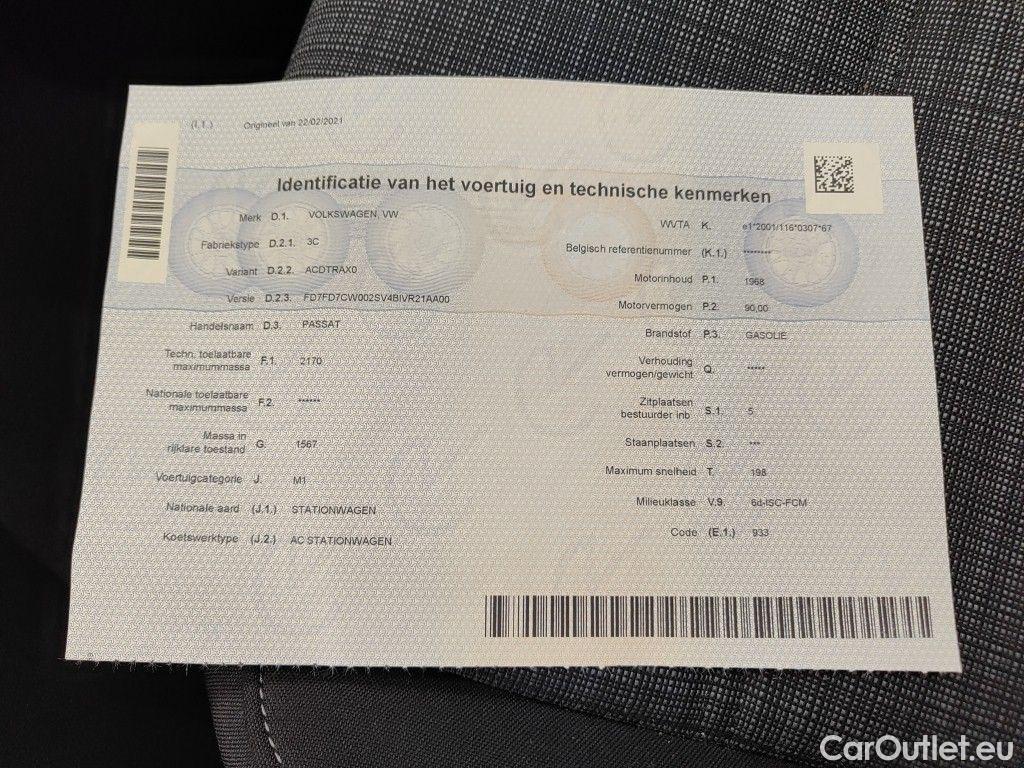 (I.1.) Origineel van 22/02/2021
Identificatie van het voertuig en technische kenmerken
Merk D.1. VOLKSWAGEN, VW
Fabriekstype D.2.1. 3C
Variant D.2.2. ACDTRAX0
Versie D.2.3. FD7FD7CW002SV4BIVR21AA00
Handelsnaam D.3. PASSAT
Techn. toelaatbare
maximummassa F.1. 2170
Nationale toelaatbare
maximummassa F.2. ******
Massa in
rijklare toestand G. 1567
Voertuigcategorie J. M1
Nationale aard (J.1.) STATIONWAGEN
Koetswerktype (J.2.) AC STATIONWAGEN
WVTA K. e1*2001/116*0307*67
Belgisch referentienummer (K.1.) ********
Motorinhoud P.1. 1968
Motorvermogen P.2. 90,00
Brandstof P.3. GASOLIE
Verhouding
vermogen/gewicht Q. *****
Zitplaatsen
bestuurder inb. S.1. 5
Staanplaatsen S.2. ***
Maximum snelheid T. 198
Milieuklasse V.9. 6d-ISC-FCM
Code (E.1.) 933
CarOutlet.eu